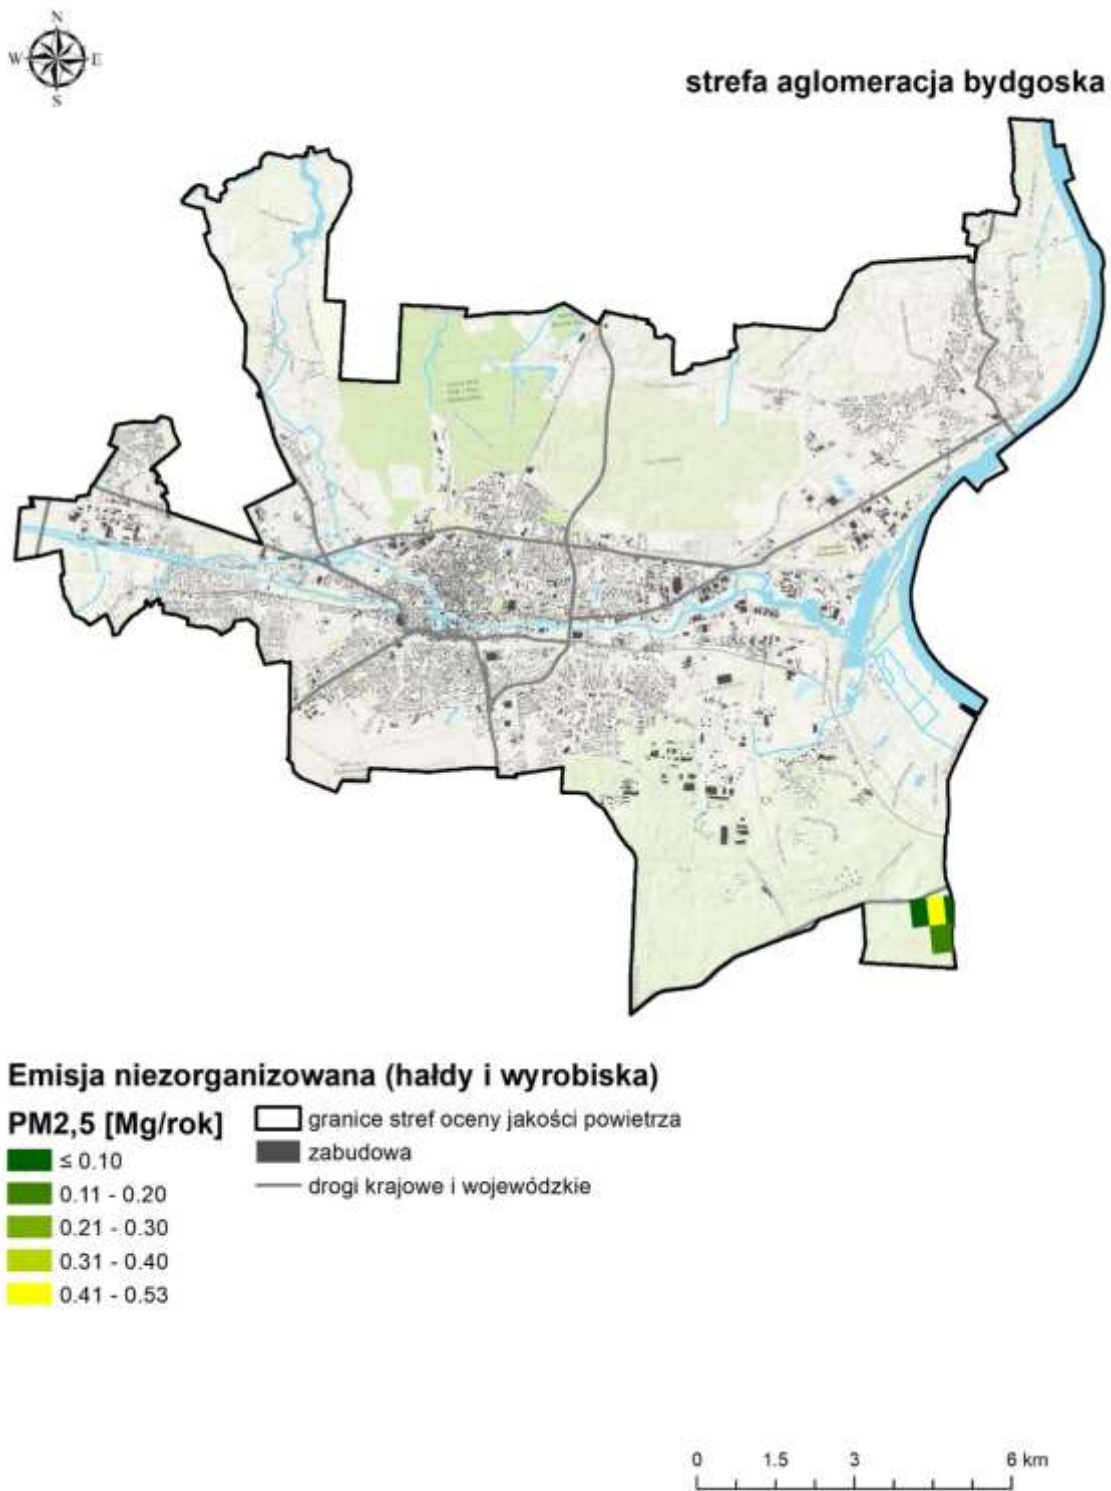 N
W E
S
strefa aglomeracja bydgoska
Emisja niezorganizowana (hałdy i wyrobiska)
PM2,5 [Mg/rok]
≤ 0.10
0.11 - 0.20
0.21 - 0.30
0.31 - 0.40
0.41 - 0.53
granice stref oceny jakości powietrza
zabudowa
drogi krajowe i wojewódzkie
0 1.5 3 6 km